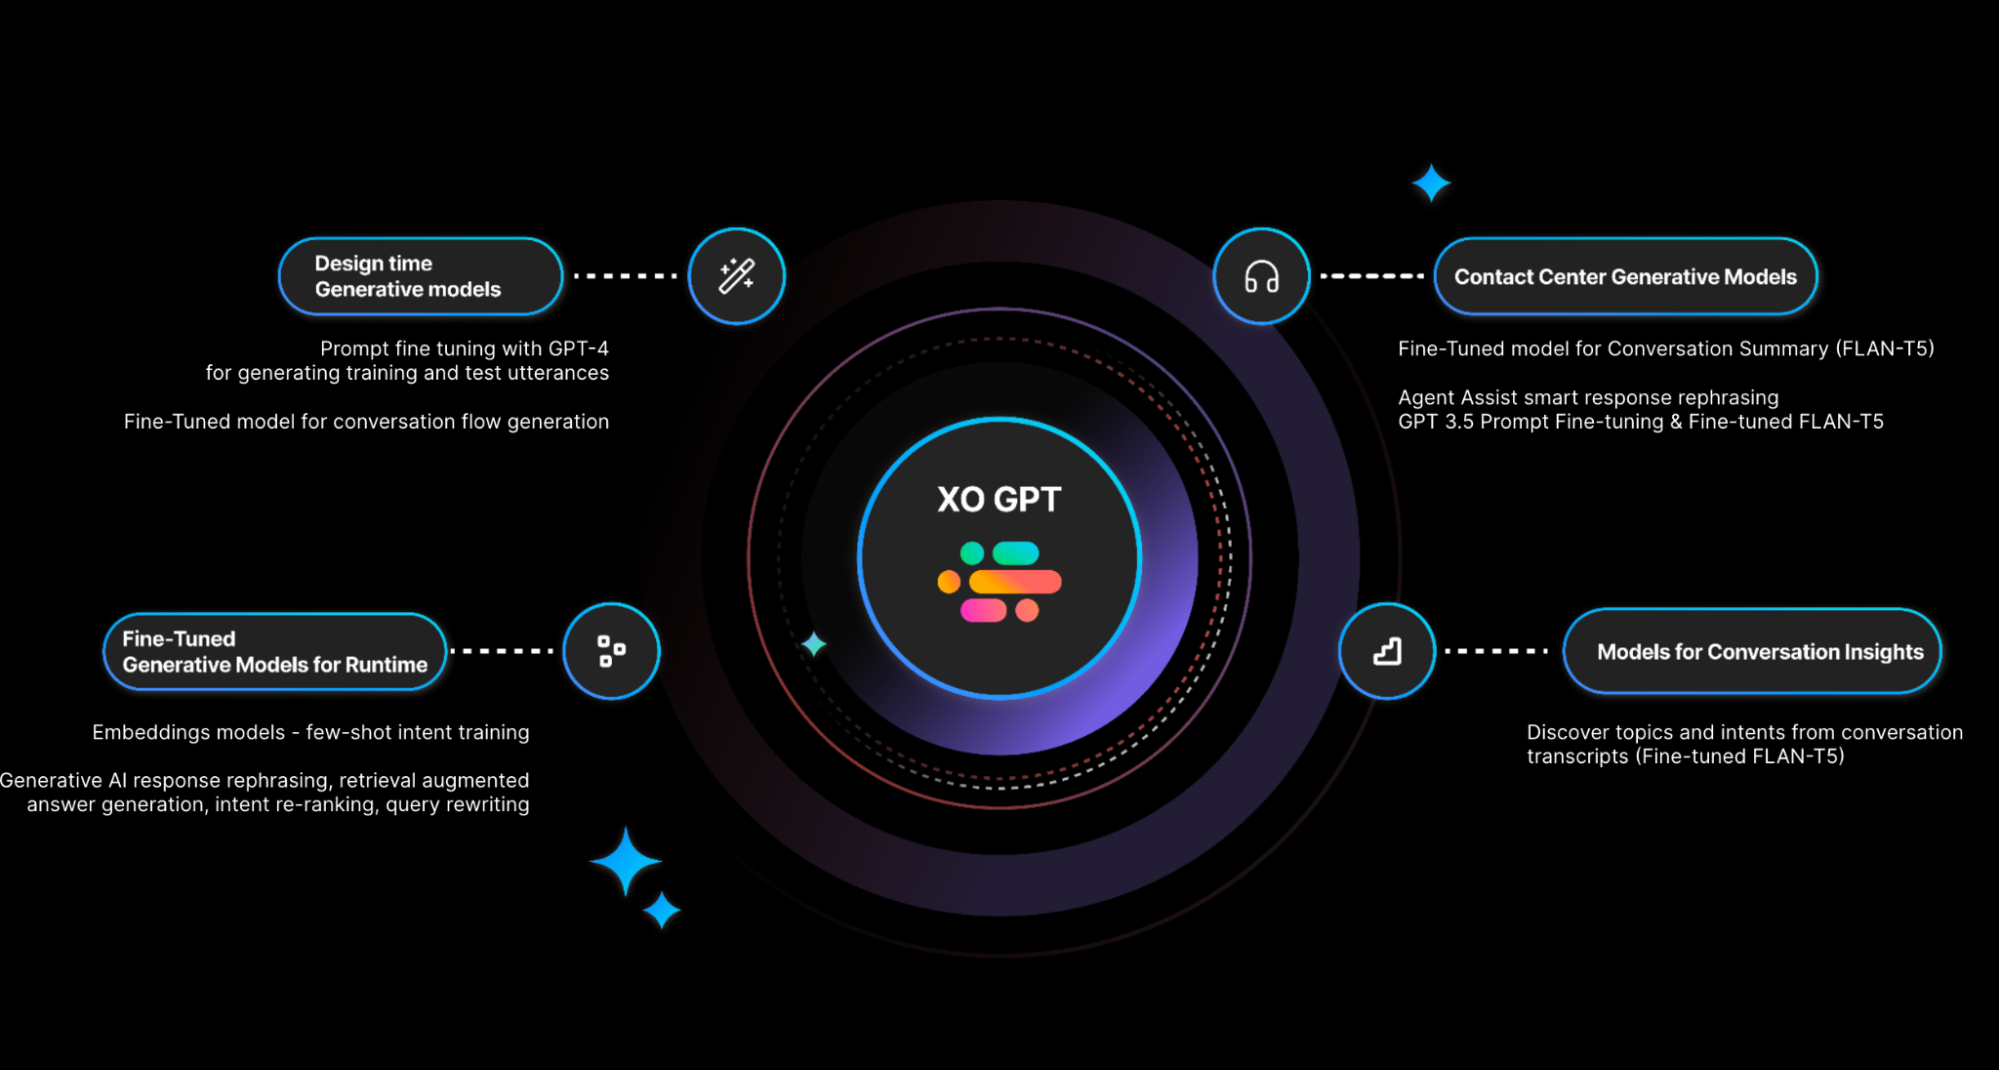 Design time
Generative models
Prompt fine tuning with GPT-4
for generating training and test utterances
Fine-Tuned model for conversation flow generation
Contact Center Generative Models
Fine-Tuned model for Conversation Summary (FLAN-T5)
Agent Assist smart response rephrasing
GPT 3.5 Prompt Fine-tuning & Fine-tuned FLAN-T5
XO GPT
Fine-Tuned
Generative Models for Runtime
Embeddings models - few-shot intent training
Generative AI response rephrasing, retrieval augmented
answer generation, intent re-ranking, query rewriting
Models for Conversation Insights
Discover topics and intents from conversation
transcripts (Fine-tuned FLAN-T5)